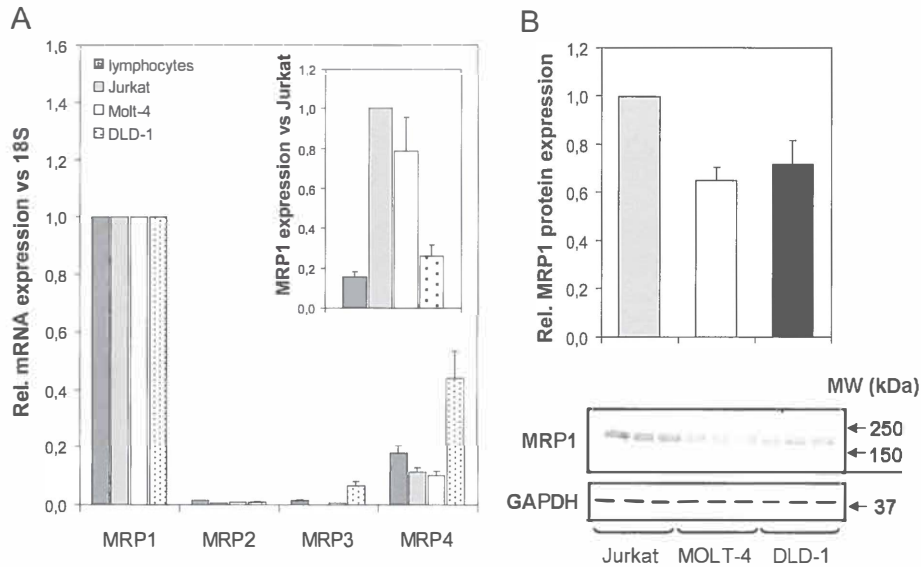 A
Rel. mRNA expression vs 18S
1,6
1,4
1,2
1,0
0,8
0,6
0,4
0,2
0,0
lymphocytes
Jurkat
Molt-4
DLD-1
MRP1 expression vs Jurkat
1,2
1,0
0,8
0,6
0,4
0,2
0,0
MRP1 MRP2 MRP3 MRP4
B
Rel. MRP1 protein expression
1,2
1,0
0,8
0,6
0,4
0,2
0,0
MW (kDa)
MRP1
250
150
GAPDH
37
Jurkat MOLT-4 DLD-1